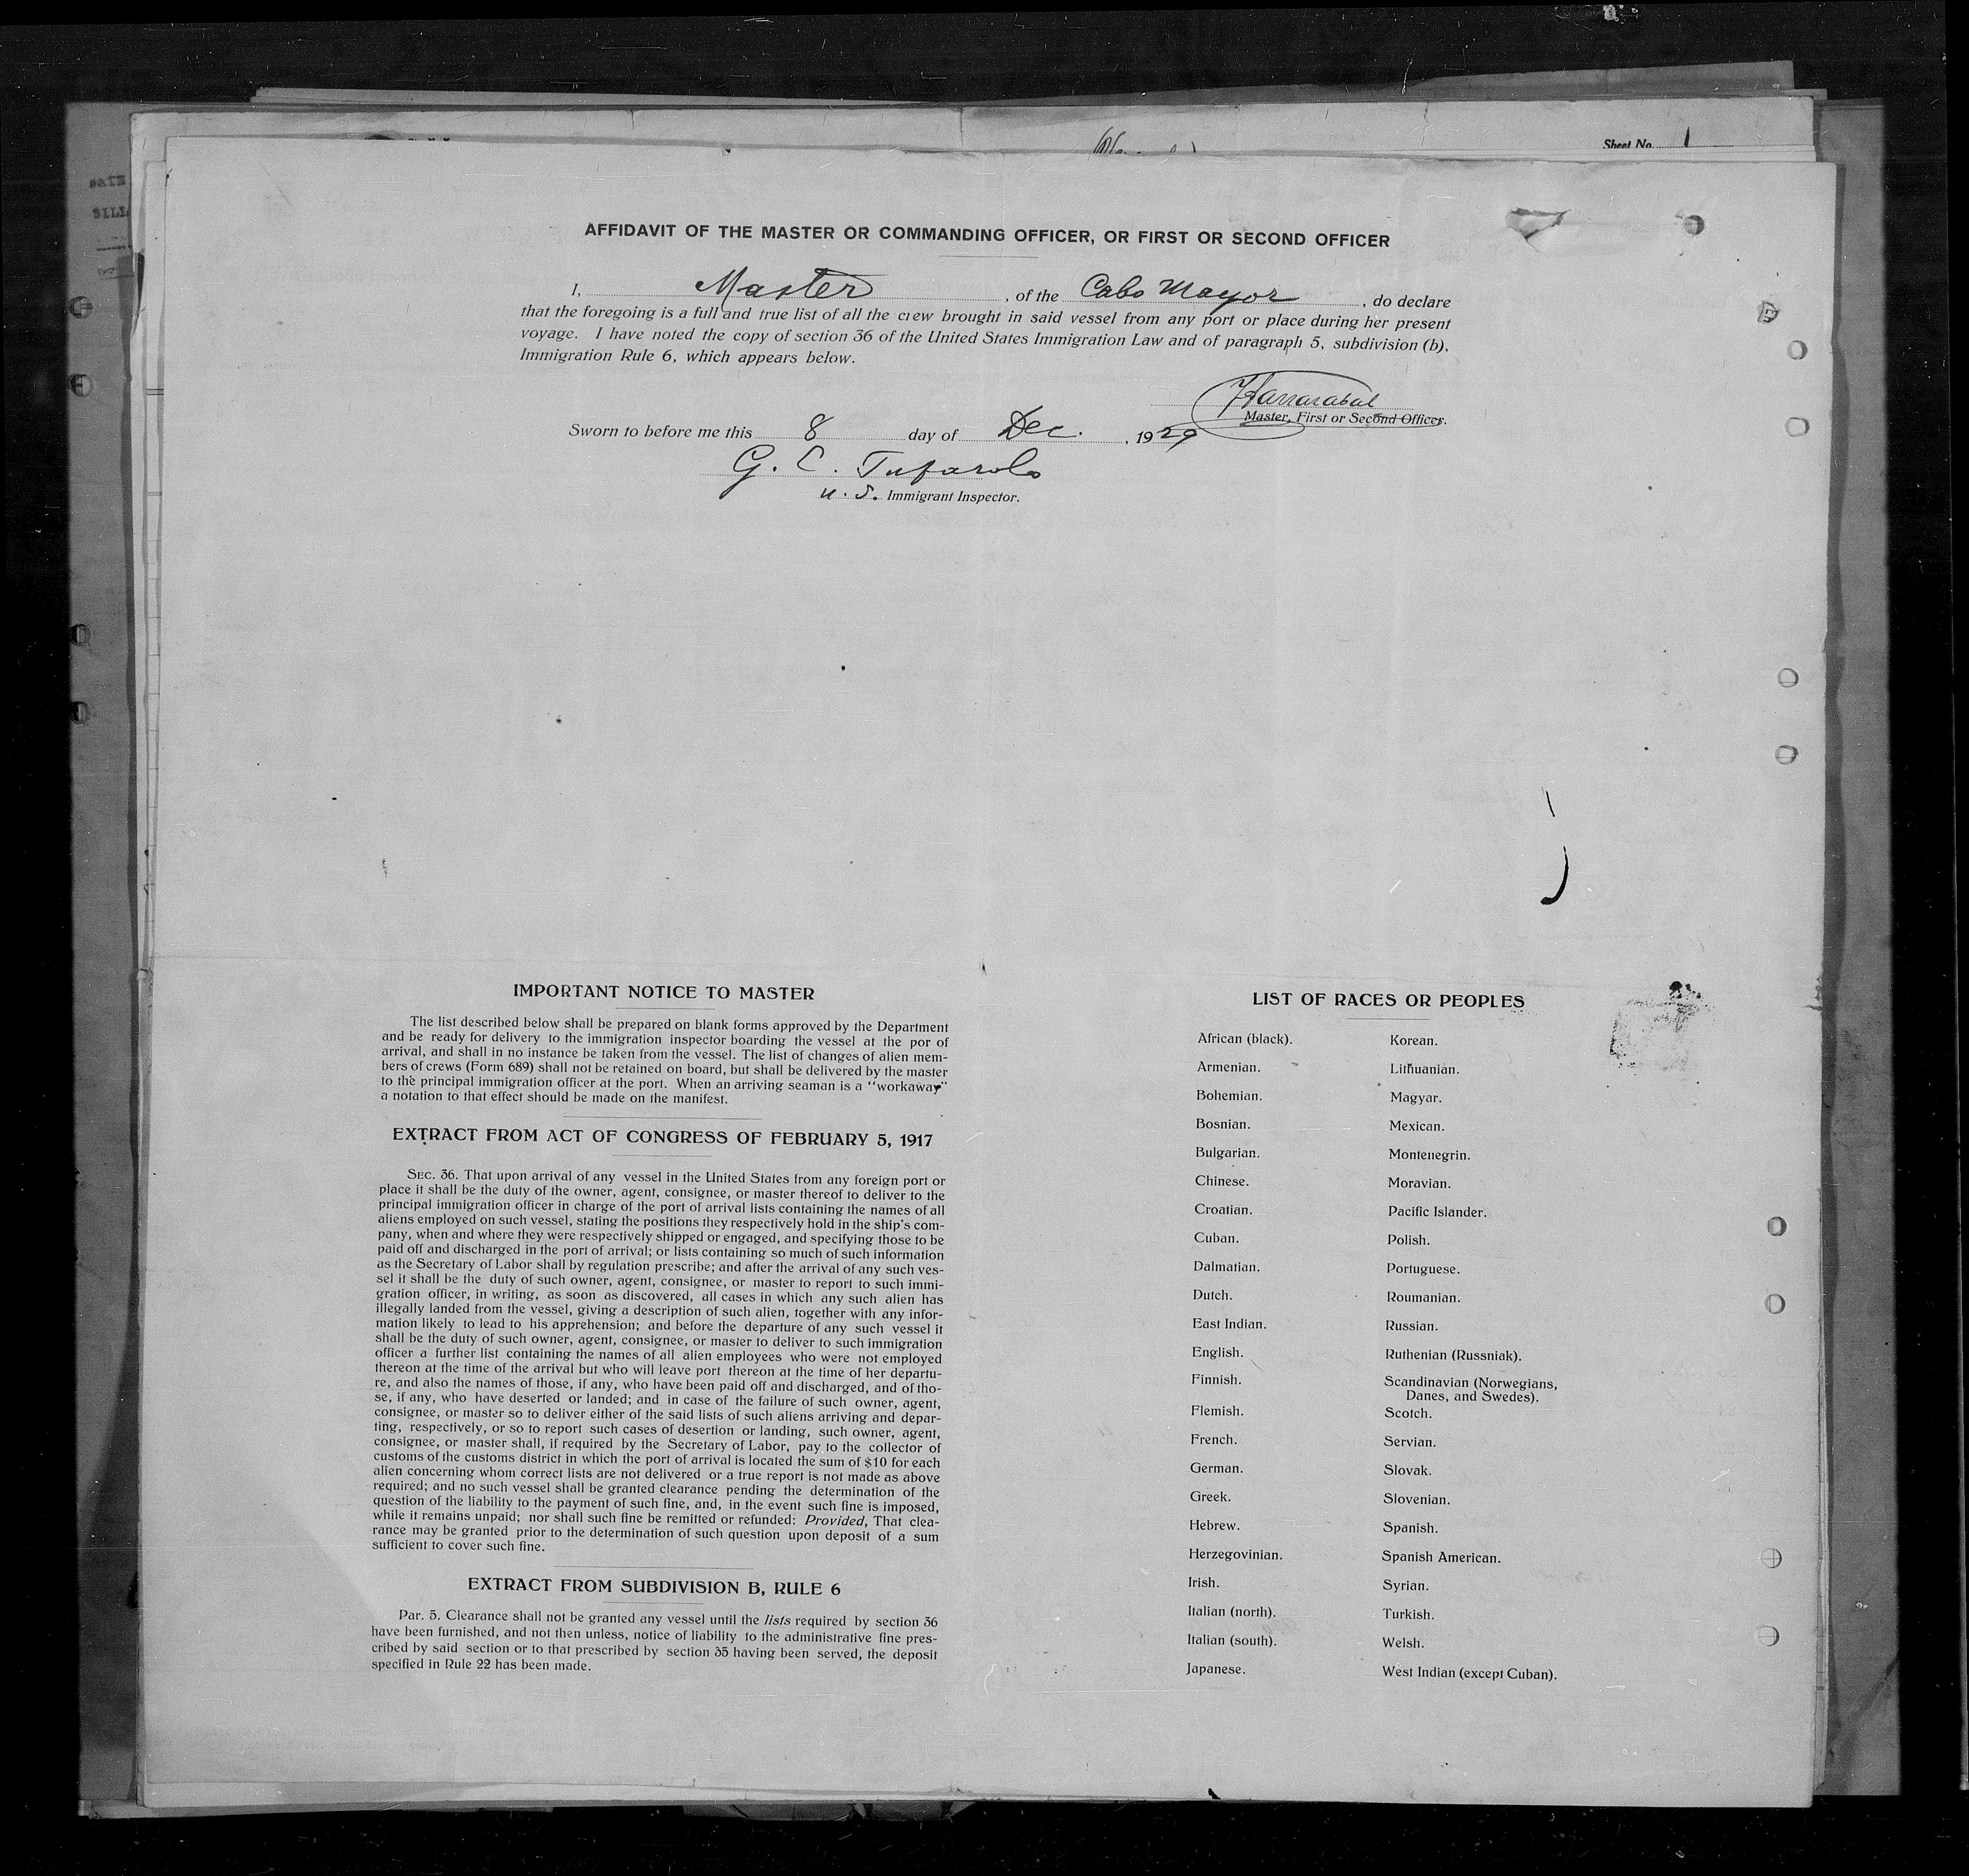 Sheet No. 1
AFFIDAVIT OF THE MASTER OR COMMANDING OFFICER, OR FIRST OR SECOND OFFICER
I, Master, of the Cabo Mayor, do declare
that the foregoing is a full and true list of all the crew brought in said vessel from any port or place during her present
voyage. I have noted the copy of section 36 of the United States Immigration Law and of paragraph 5, subdivision (b),
Immigration Rule 6, which appears below.
Master, First or Second Officer.
Sworn to before me this 8 day of Dec., 1929
G. C.
U. S. Immigrant Inspector.
IMPORTANT NOTICE TO MASTER
The list described below shall be prepared on blank forms approved by the Department
and be ready for delivery to the immigration inspector boarding the vessel at the por of
arrival, and shall in no instance be taken from the vessel. The list of changes of alien mem-
bers of crews (Form 689) shall not be retained on board, but shall be delivered by the master
to the principal immigration officer at the port. When an arriving seaman is a "workaway"
a notation to that effect should be made on the manifest.
EXTRACT FROM ACT OF CONGRESS OF FEBRUARY 5, 1917
SEC. 36. That upon arrival of any vessel in the United States from any foreign port or
place it shall be the duty of the owner, agent, consignee, or master thereof to deliver to the
principal immigration officer in charge of the port of arrival lists containing the names of all
aliens employed on such vessel, stating the positions they respectively hold in the ship's com-
pany, when and where they were respectively shipped or engaged, and specifying those to be
paid off and discharged in the port of arrival; or lists containing so much of such information
as the Secretary of Labor shall by regulation prescribe; and after the arrival of any such ves-
sel it shall be the duty of such owner, agent, consignee, or master to report to such immi-
gration officer, in writing, as soon as discovered, all cases in which any such alien has
illegally landed from the vessel, giving a description of such alien, together with any infor-
mation likely to lead to his apprehension; and before the departure of any such vessel it
shall be the duty of such owner, agent, consignee, or master to deliver to such immigration
officer a further list containing the names of all alien employees who were not employed
thereon at the time of the arrival but who will leave port thereon at the time of her departu-
re, and also the names of those, if any, who have been paid off and discharged, and of tho-
se, if any, who have deserted or landed; and in case of the failure of such owner, agent,
consignee, or master so to deliver either of the said lists of such aliens arriving and depar-
ting, respectively, or so to report such cases of desertion or landing, such owner, agent,
consignee, or master shall, if required by the Secretary of Labor, pay to the collector of
customs of the customs district in which the port of arrival is located the sum of $10 for each
alien concerning whom correct lists are not delivered or a true report is not made as above
required; and no such vessel shall be granted clearance pending the determination of the
question of the liability to the payment of such fine, and, in the event such fine is imposed,
while it remains unpaid; nor shall such fine be remitted or refunded: Provided, That clea-
rance may be granted prior to the determination of such question upon deposit of a sum
sufficient to cover such fine.
EXTRACT FROM SUBDIVISION B, RULE 6
Par. 5. Clearance shall not be granted any vessel until the lists required by section 36
have been furnished, and not then unless, notice of liability to the administrative fine pres-
cribed by said section or to that prescribed by section 35 having been served, the deposit
specified in Rule 22 has been made.
LIST OF RACES OR PEOPLES
African (black).
Armenian.
Bohemian.
Bosnian.
Bulgarian.
Chinese.
Croatian.
Cuban.
Dalmatian.
Dutch.
East Indian.
English.
Finnish.
Flemish.
French.
German.
Greek.
Hebrew.
Herzegovinian.
Irish.
Italian (north).
Italian (south).
Japanese.
Korean.
Lithuanian.
Magyar.
Mexican.
Montenegrin.
Moravian.
Pacific Islander.
Polish.
Portuguese.
Roumanian.
Russian.
Ruthenian (Russniak).
Scandinavian (Norwegians,
Danes, and Swedes).
Scotch.
Servian.
Slovak.
Slovenian.
Spanish.
Spanish American.
Syrian.
Turkish.
Welsh.
West Indian (except Cuban).